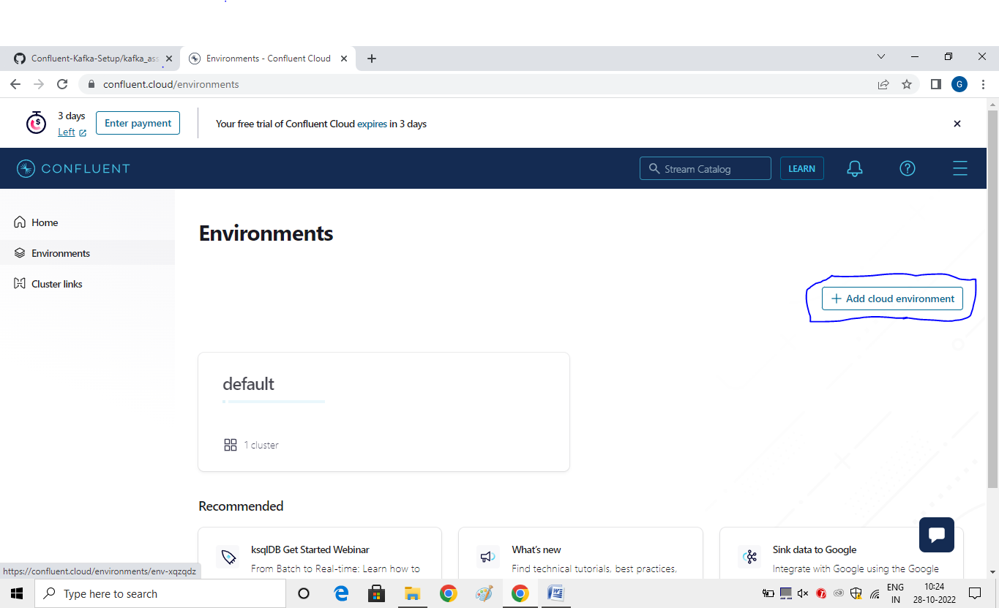 Confluent-Kafka-Setup/kafka_ass
Environments - Confluent Cloud
confluent.cloud/environments
G
3 days
Left
Enter payment
Your free trial of Confluent Cloud expires in 3 days
CONFLUENT
Stream Catalog
LEARN
Home
Environments
Cluster links
Environments
+ Add cloud environment
default
1 cluster
Recommended
ksqlDB Get Started Webinar
From Batch to Real-time: Learn how to
What's new
Find technical tutorials, best practices,
Sink data to Google
Integrate with Google using the Google
https://confluent.cloud/environments/env-xqzqdz
Type here to search
ENG
IN
10:24
28-10-2022